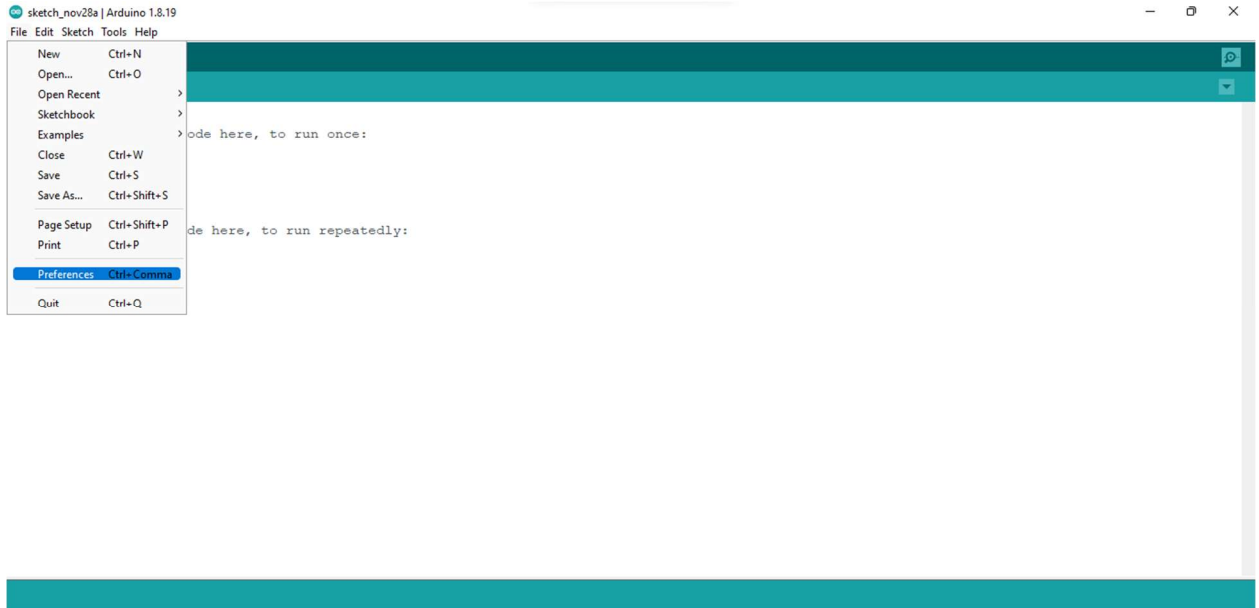 sketch_nov28a | Arduino 1.8.19
File Edit Sketch Tools Help
New Ctrl+N
Open... Ctrl+O
Open Recent
Sketchbook
Examples
Close Ctrl+W
Save Ctrl+S
Save As... Ctrl+Shift+S
Page Setup Ctrl+Shift+P
Print Ctrl+P
Preferences Ctrl+Comma
Quit Ctrl+Q
ode here, to run once:
de here, to run repeatedly: